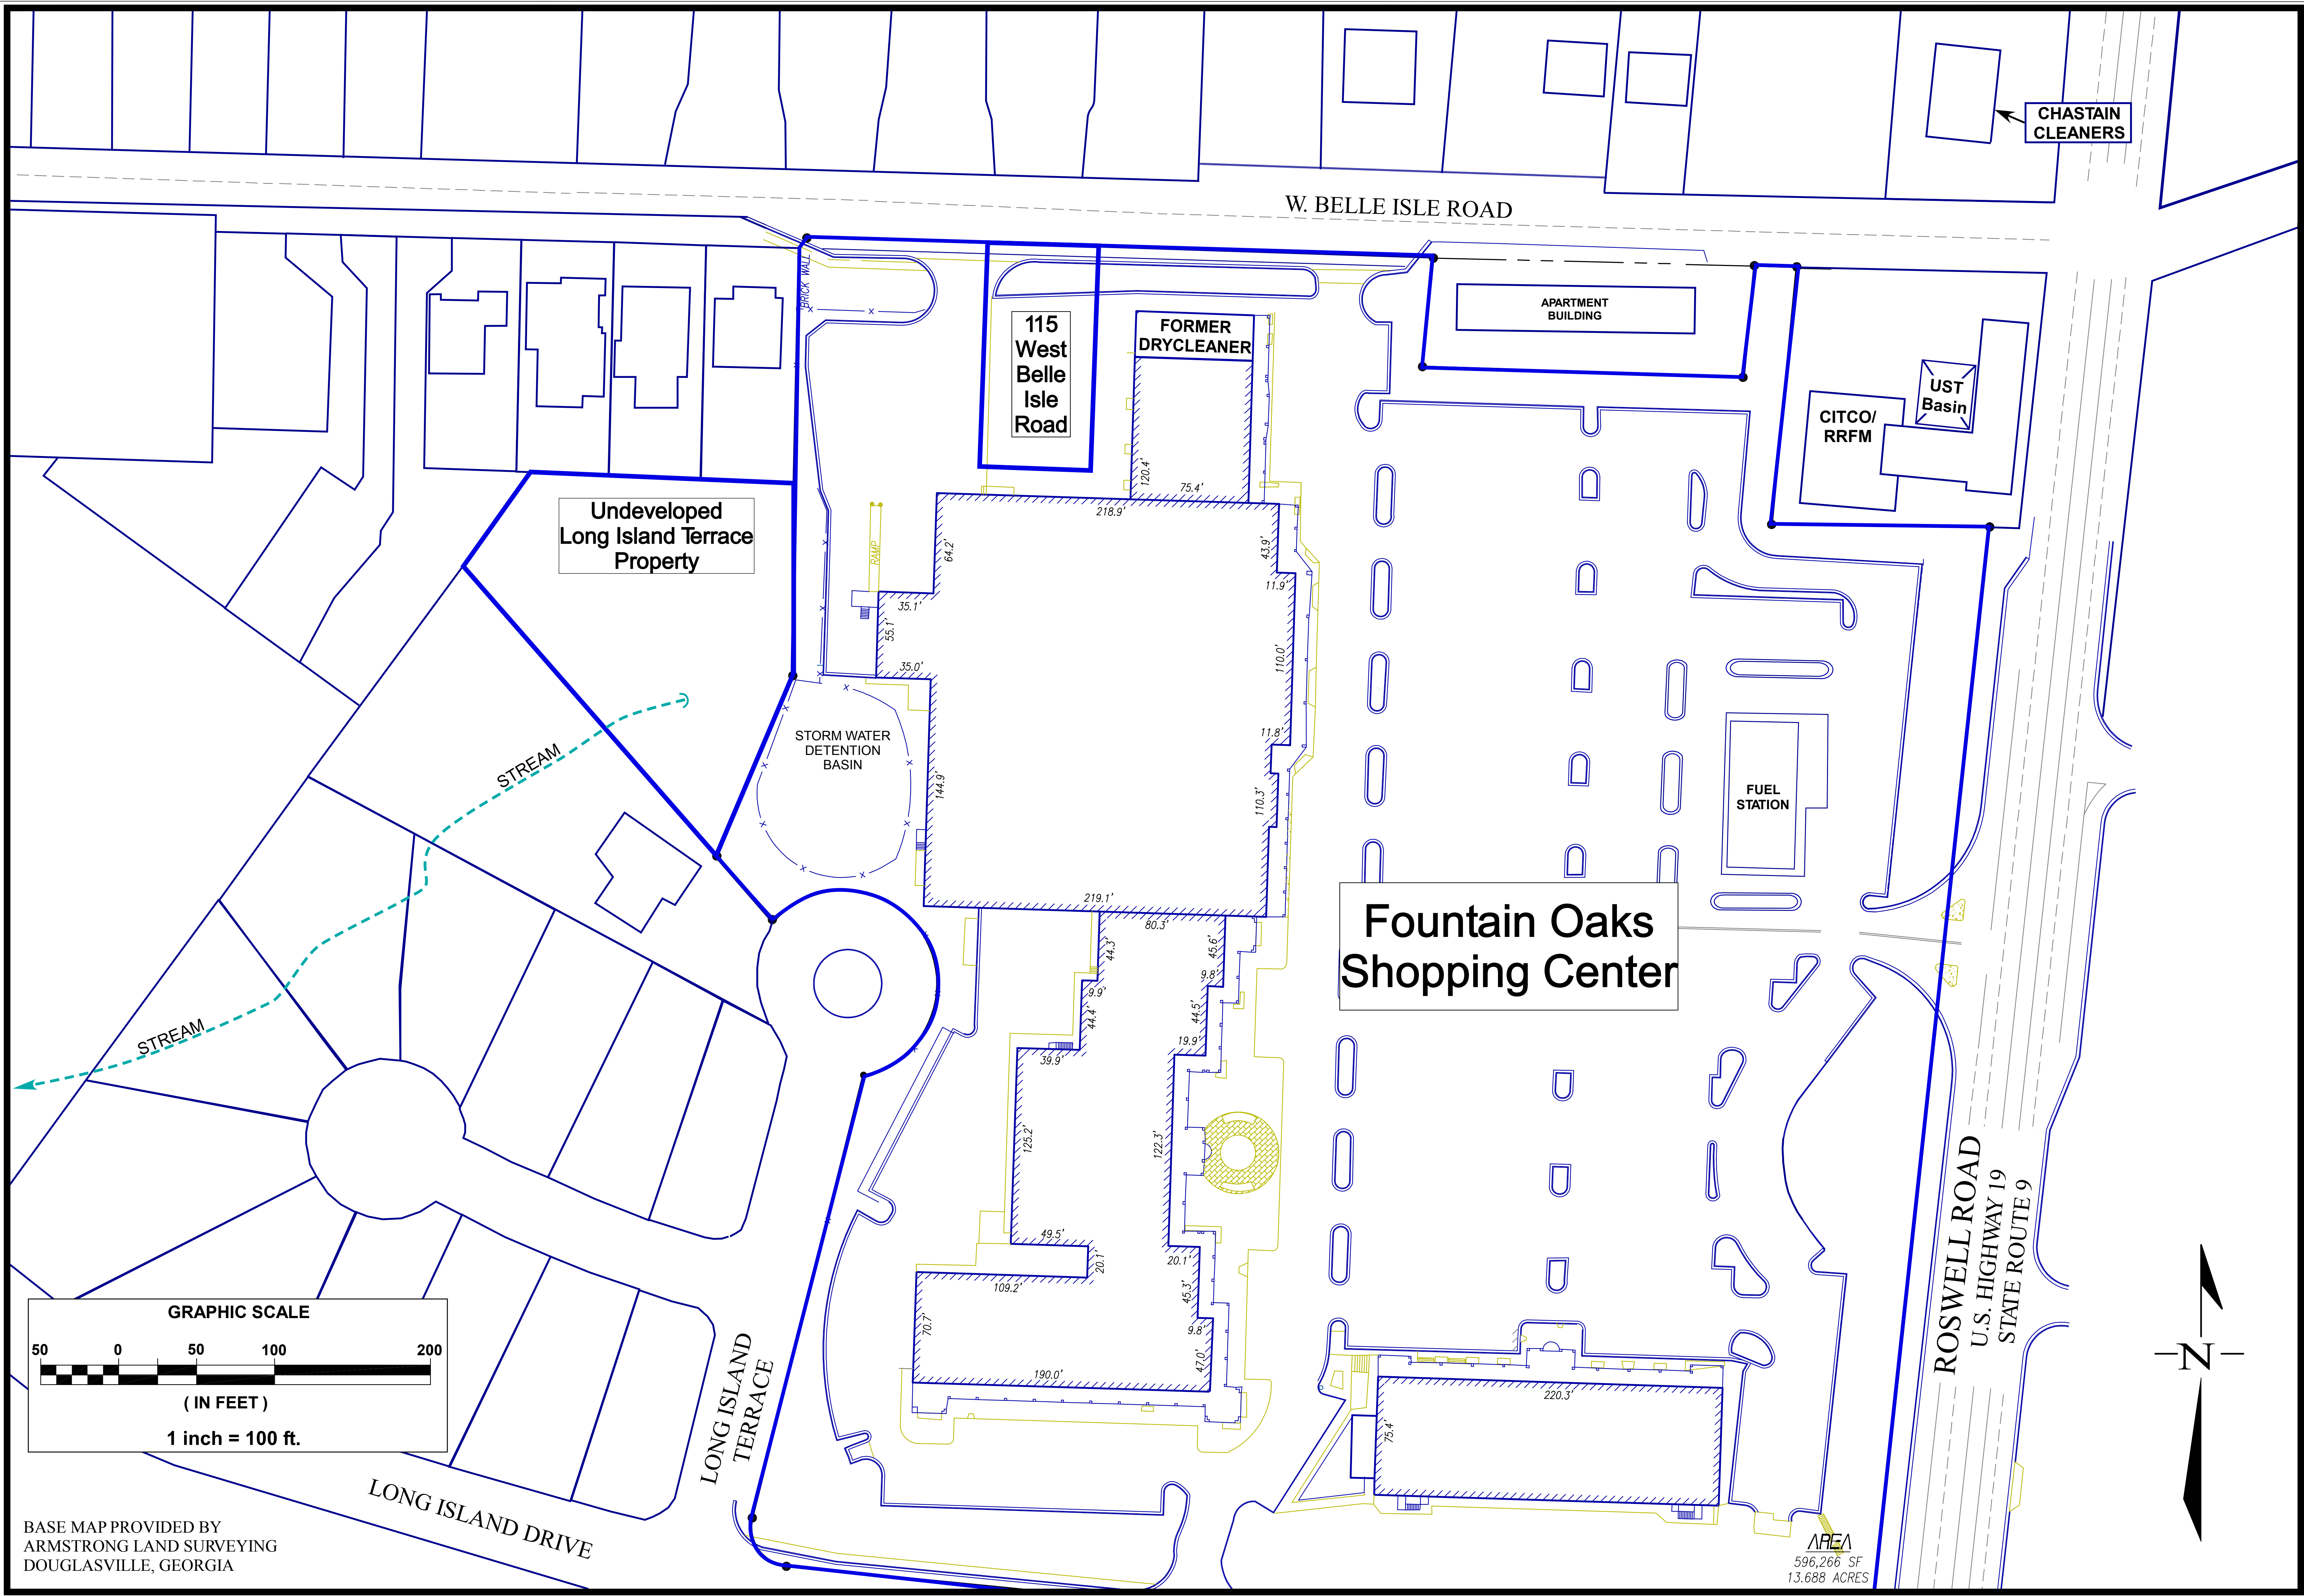 CHASTAIN
CLEANERS
W. BELLE ISLE ROAD
BRICK WALL
115
West
Belle
Isle
Road
FORMER
DRYCLEANER
APARTMENT
BUILDING
UST
Basin
CITCO/
RRFM
120.4'
75.4'
218.9'
Undeveloped
Long Island Terrace
Property
RAMP
64.2'
43.9'
11.9'
35.1'
55.1'
35.0'
110.0'
11.8'
STORM WATER
DETENTION
BASIN
144.9'
110.3'
STREAM
FUEL
STATION
219.1'
80.3'
Fountain Oaks
Shopping Center
44.3'
45.6'
9.8'
9.9'
44.4'
44.5'
19.9'
39.9'
STREAM
125.2'
122.3'
49.5'
20.1'
20.1'
109.2'
45.3'
70.7'
9.8'
47.0'
190.0'
220.3'
75.4'
ROSWELL ROAD
U.S. HIGHWAY 19
STATE ROUTE 9
N
GRAPHIC SCALE
50 0 50 100 200
( IN FEET )
1 inch = 100 ft.
LONG ISLAND
TERRACE
LONG ISLAND DRIVE
BASE MAP PROVIDED BY
ARMSTRONG LAND SURVEYING
DOUGLASVILLE, GEORGIA
AREA
596,266 SF
13.688 ACRES